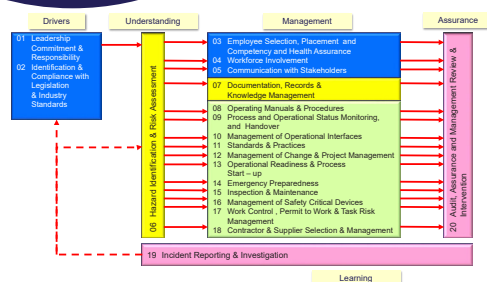 Drivers
Understanding
Management
Assurance
01 Leadership
Commitment &
Responsibility
02 Identification &
Compliance with
Legislation
& Industry
Standards
06 Hazard Identification & Risk Assessment
03 Employee Selection, Placement and
Competency and Health Assurance
04 Workforce Involvement
05 Communication with Stakeholders
07 Documentation, Records &
Knowledge Management
08 Operating Manuals & Procedures
09 Process and Operational Status Monitoring,
and Handover
10 Management of Operational Interfaces
11 Standards & Practices
12 Management of Change & Project Management
13 Operational Readiness & Process
Start – up
14 Emergency Preparedness
15 Inspection & Maintenance
16 Management of Safety Critical Devices
17 Work Control , Permit to Work & Task Risk
Management
18 Contractor & Supplier Selection & Management
20 Audit, Assurance and Management Review &
Intervention
19 Incident Reporting & Investigation
Learning